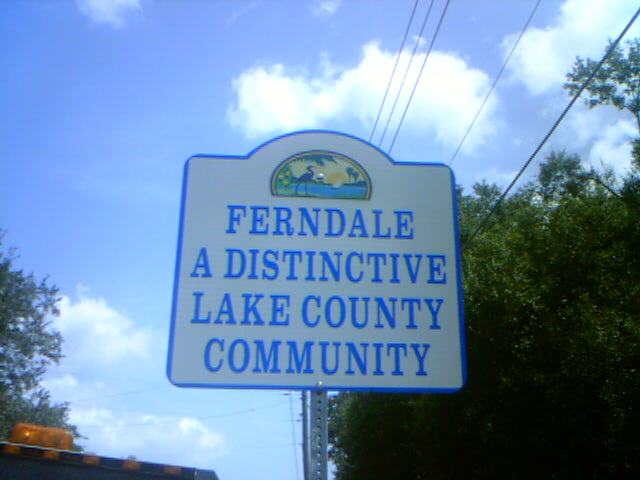 FERNDALE
A DISTINCTIVE
LAKE COUNTY
COMMUNITY